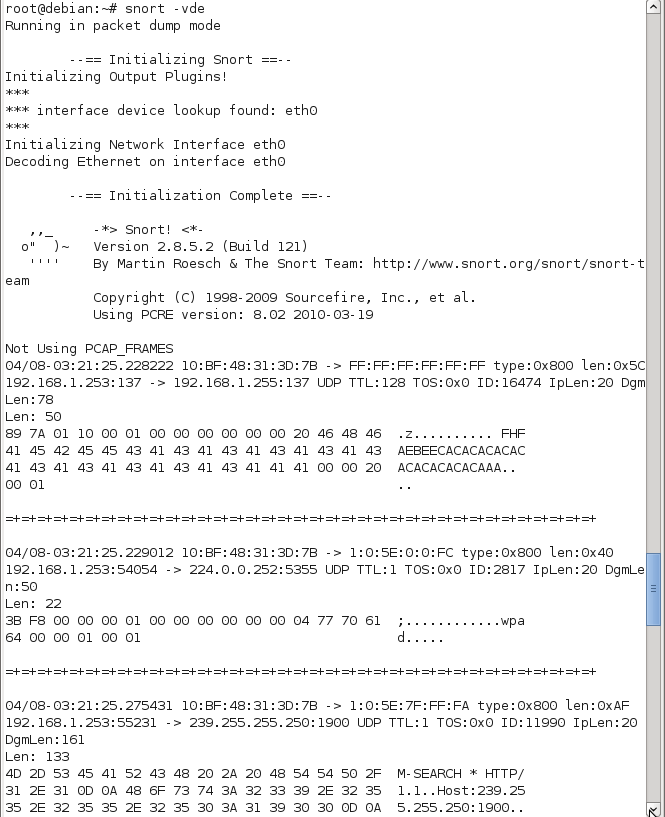 root@debian:~# snort -vde
Running in packet dump mode

        --== Initializing Snort ==--
Initializing Output Plugins!
***
*** interface device lookup found: eth0
***
Initializing Network Interface eth0
Decoding Ethernet on interface eth0

        --== Initialization Complete ==--

   ,,_     -*> Snort! <*-
  o"  )~   Version 2.8.5.2 (Build 121)
   ''''    By Martin Roesch & The Snort Team: http://www.snort.org/snort/snort-t
eam
           Copyright (C) 1998-2009 Sourcefire, Inc., et al.
           Using PCRE version: 8.02 2010-03-19

Not Using PCAP_FRAMES
04/08-03:21:25.228222 10:BF:48:31:3D:7B -> FF:FF:FF:FF:FF:FF type:0x800 len:0x5C
192.168.1.253:137 -> 192.168.1.255:137 UDP TTL:128 TOS:0x0 ID:16474 IpLen:20 Dgm
Len:78
Len: 50
89 7A 01 10 00 01 00 00 00 00 00 00 20 46 48 46  .z.......... FHF
41 45 42 45 45 43 41 43 41 43 41 43 41 43 41 43  AEBEECACACACACAC
41 43 41 43 41 43 41 43 41 43 41 41 41 00 00 20  ACACACACACAAA..
00 01                                            ..

=+=+=+=+=+=+=+=+=+=+=+=+=+=+=+=+=+=+=+=+=+=+=+=+=+=+=+=+=+=+=+=+=+=+=+=+=+

04/08-03:21:25.229012 10:BF:48:31:3D:7B -> 1:0:5E:0:0:FC type:0x800 len:0x40
192.168.1.253:54054 -> 224.0.0.252:5355 UDP TTL:1 TOS:0x0 ID:2817 IpLen:20 DgmLe
n:50
Len: 22
3B F8 00 00 00 01 00 00 00 00 00 00 04 77 70 61  ;............wpa
64 00 00 01 00 01                                d.....

=+=+=+=+=+=+=+=+=+=+=+=+=+=+=+=+=+=+=+=+=+=+=+=+=+=+=+=+=+=+=+=+=+=+=+=+=+

04/08-03:21:25.275431 10:BF:48:31:3D:7B -> 1:0:5E:7F:FF:FA type:0x800 len:0xAF
192.168.1.253:55231 -> 239.255.255.250:1900 UDP TTL:1 TOS:0x0 ID:11990 IpLen:20
DgmLen:161
Len: 133
4D 2D 53 45 41 52 43 48 20 2A 20 48 54 54 50 2F  M-SEARCH * HTTP/
31 2E 31 0D 0A 48 6F 73 74 3A 32 33 39 2E 32 35  1.1..Host:239.25
35 2E 32 35 35 2E 32 35 30 3A 31 39 30 30 0D 0A  5.255.250:1900..